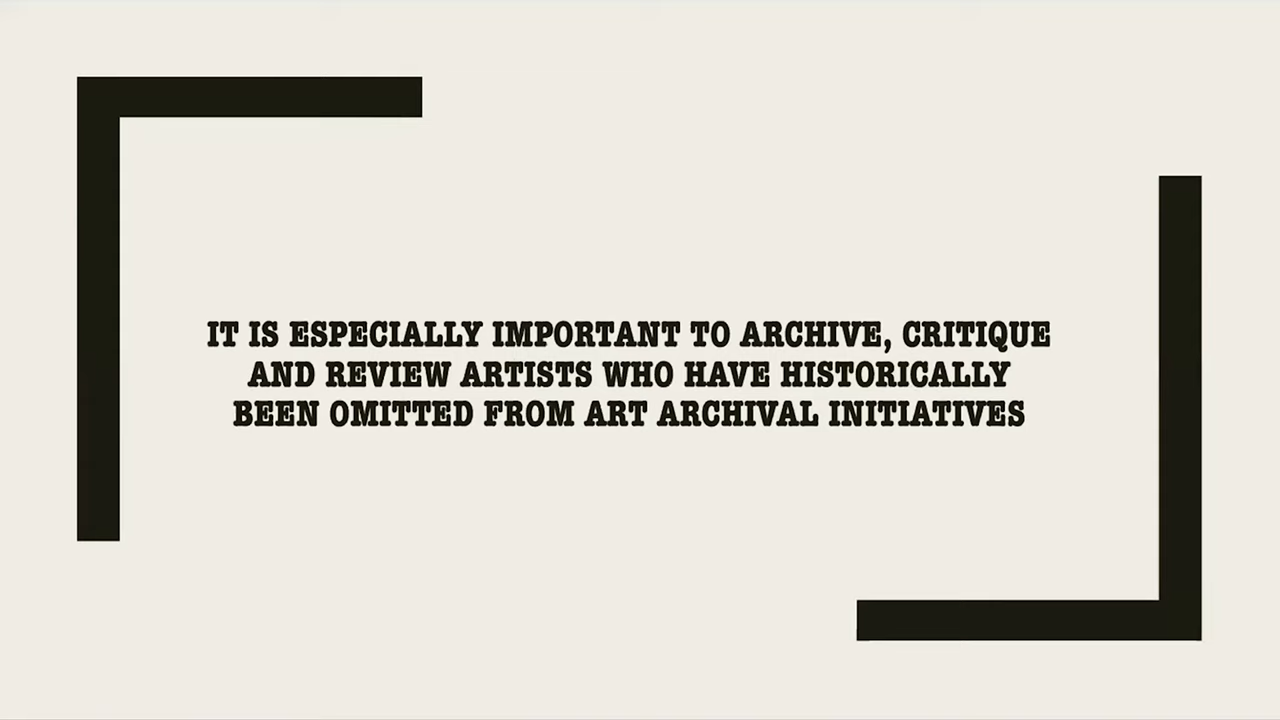 IT IS ESPECIALLY IMPORTANT TO ARCHIVE, CRITIQUE
AND REVIEW ARTISTS WHO HAVE HISTORICALLY
BEEN OMITTED FROM ART ARCHIVAL INITIATIVES